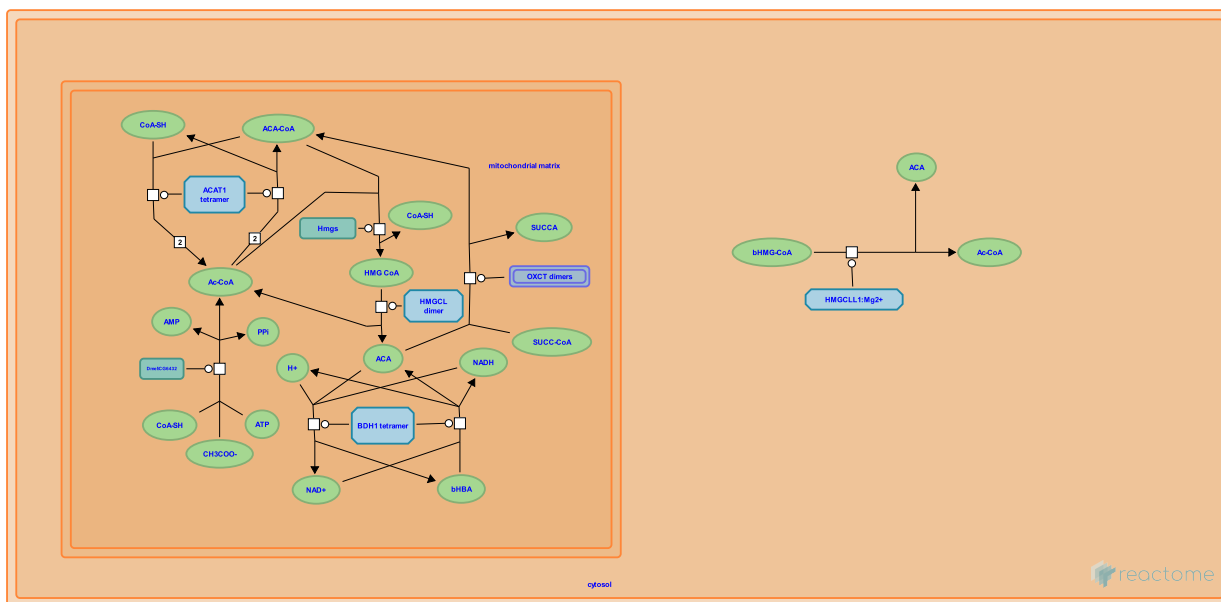 CoA-SH
ACA-CoA
mitochondrial matrix
ACA
ACAT1
tetramer
CoA-SH
SUCCA
Hmgs
2
2
bHMG-CoA
Ac-CoA
HMG CoA
OXCT dimers
Ac-CoA
HMGCL
dimer
HMGCLL1:Mg2+
AMP
PPi
SUCC-CoA
ACA
NADH
H+
CoA-SH
ATP
BDH1 tetramer
CH3COO-
NAD+
bHBA
cytosol
reactome